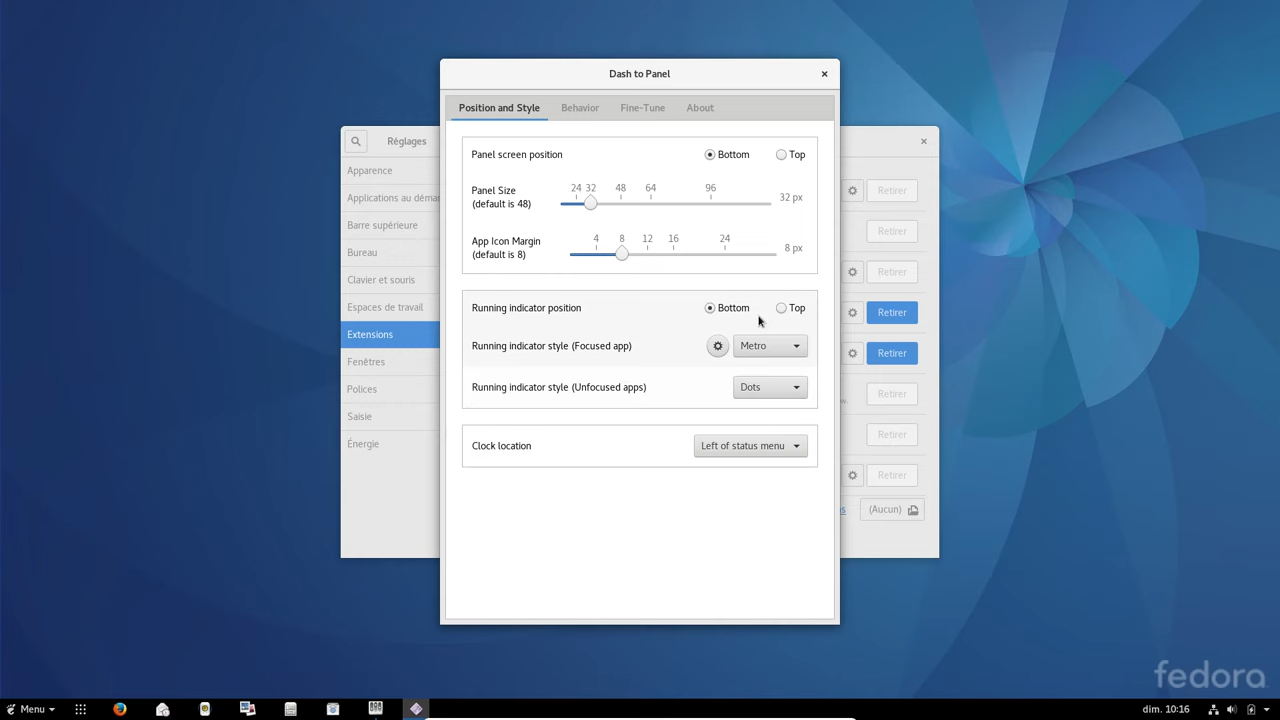 Dash to Panel
Position and Style Behavior Fine-Tune About
Réglages
Apparence
Applications au déma
Barre supérieure
Bureau
Clavier et souris
Espaces de travail
Extensions
Fenêtres
Polices
Saisie
Énergie
Panel screen position Bottom Top
24 32 48 64 96
Panel Size
(default is 48)
32 px
4 8 12 16 24
App Icon Margin
(default is 8)
8 px
Running indicator position Bottom Top
Running indicator style (Focused app) Metro
Running indicator style (Unfocused apps) Dots
Clock location Left of status menu
Retirer
Retirer
Retirer
Retirer
Retirer
w. Retirer
Retirer
Retirer
s (Aucun)
fedora
Menu
dim. 10:16